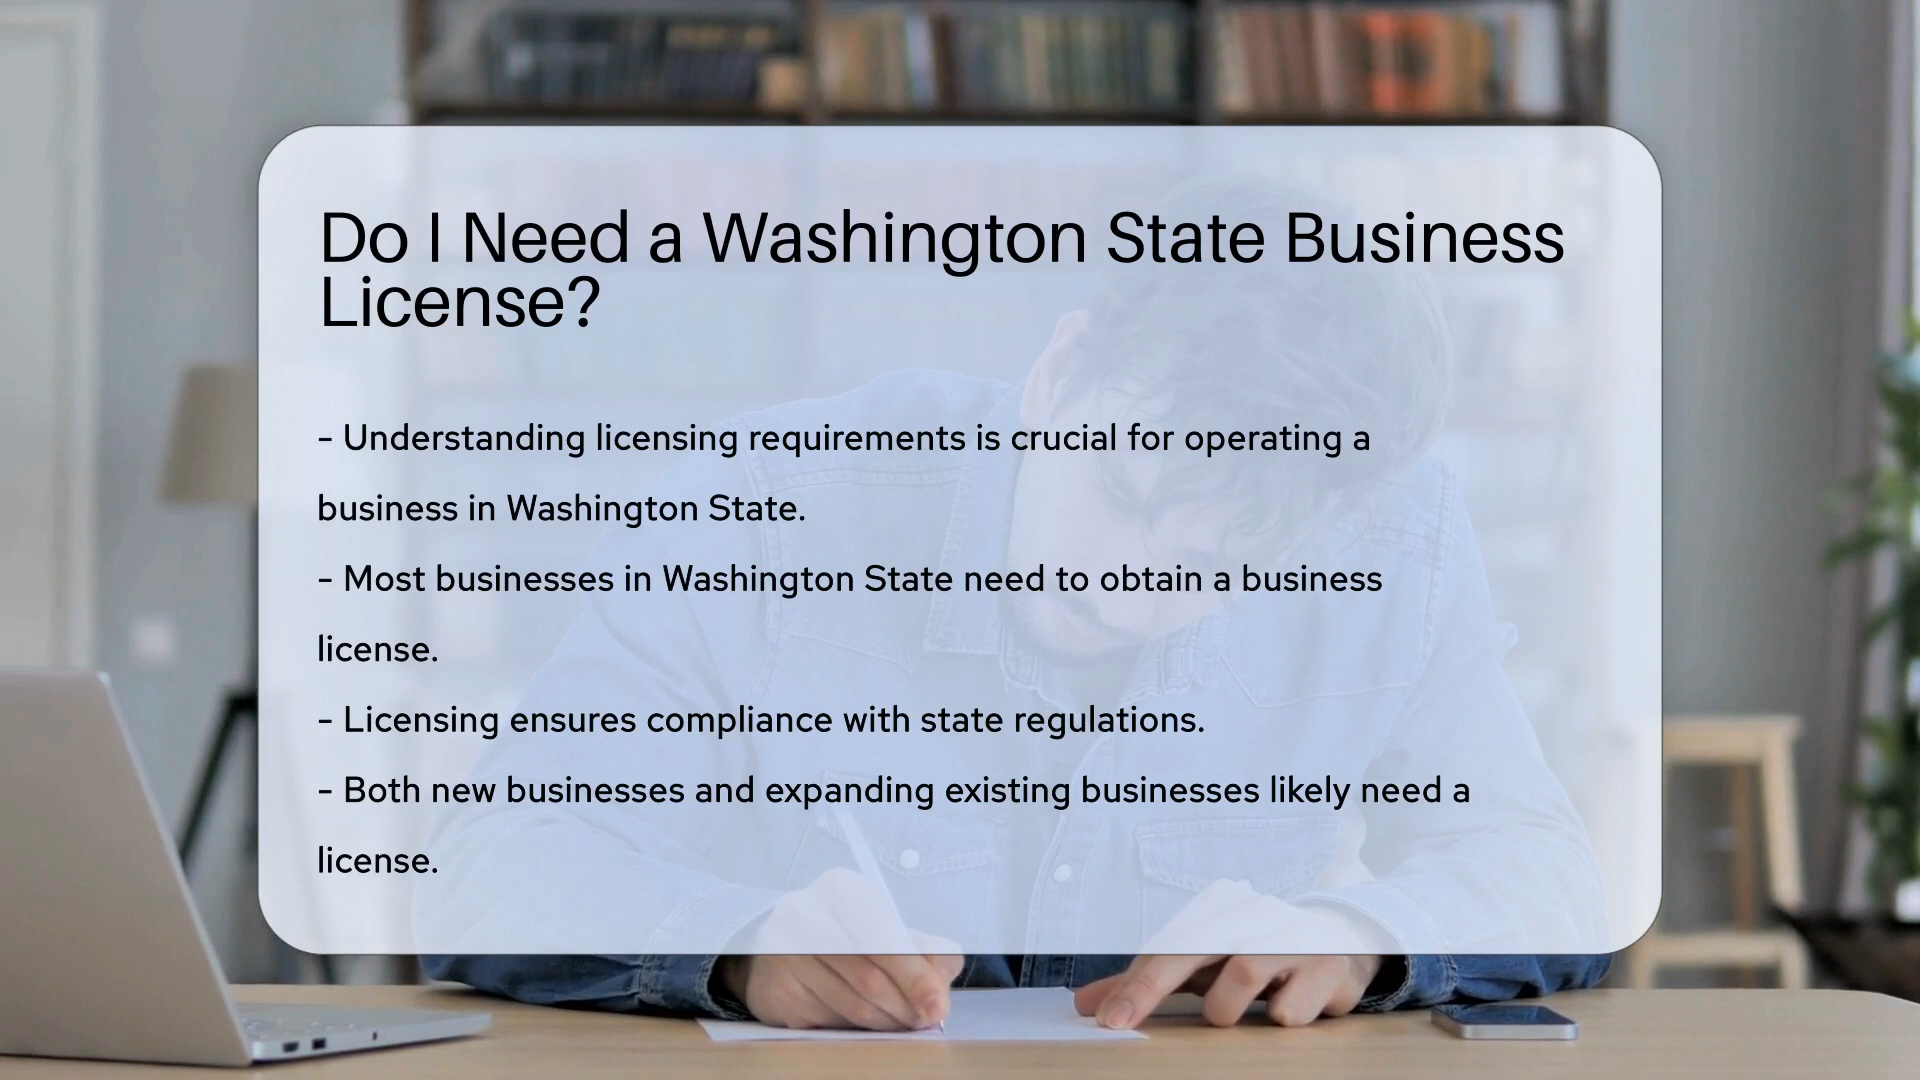 Do I Need a Washington State Business
License?
- Understanding licensing requirements is crucial for operating a
business in Washington State.
- Most businesses in Washington State need to obtain a business
license.
- Licensing ensures compliance with state regulations.
- Both new businesses and expanding existing businesses likely need a
license.